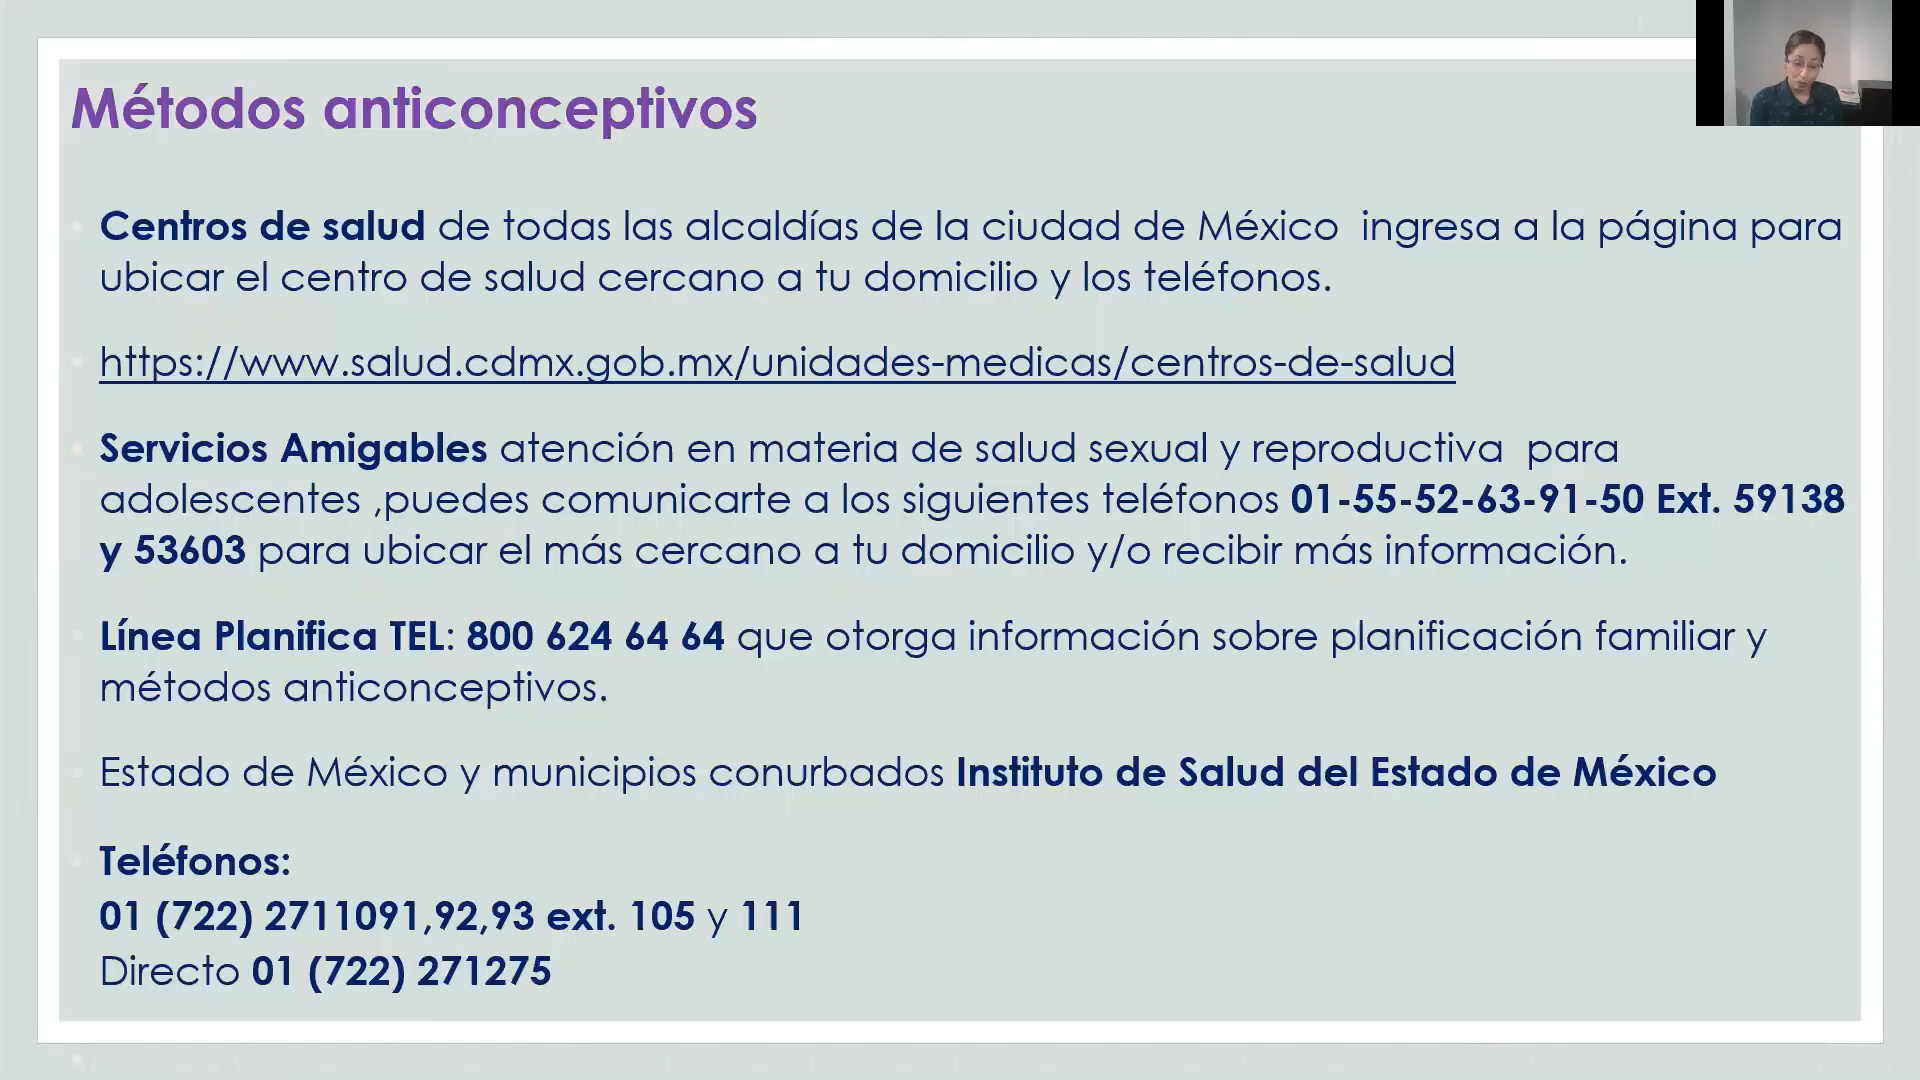 Métodos anticonceptivos
Centros de salud de todas las alcaldías de la ciudad de México  ingresa a la página para
ubicar el centro de salud cercano a tu domicilio y los teléfonos.
https://www.salud.cdmx.gob.mx/unidades-medicas/centros-de-salud
Servicios Amigables atención en materia de salud sexual y reproductiva  para
adolescentes ,puedes comunicarte a los siguientes teléfonos 01-55-52-63-91-50 Ext. 59138
y 53603 para ubicar el más cercano a tu domicilio y/o recibir más información.
Línea Planifica TEL: 800 624 64 64 que otorga información sobre planificación familiar y
métodos anticonceptivos.
Estado de México y municipios conurbados Instituto de Salud del Estado de México
Teléfonos:
01 (722) 2711091,92,93 ext. 105 y 111
Directo 01 (722) 271275